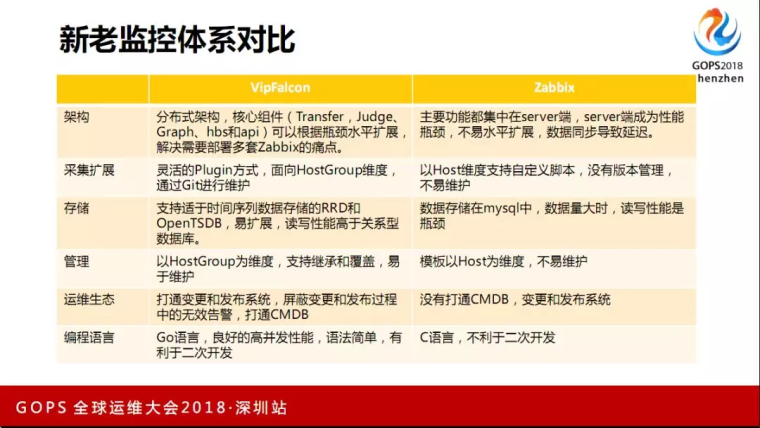 新老监控体系对比
GOPS2018
henzhen
VipFalcon
Zabbix
架构
分布式架构，核心组件（Transfer，Judge、
Graph、hbs和api）可以根据瓶颈水平扩展，
解决需要部署多套Zabbix的痛点。
主要功能都集中在server端，server端成为性能
瓶颈，不易水平扩展，数据同步导致延迟。
采集扩展
灵活的Plugin方式，面向HostGroup维度，
通过Git进行维护
以Host维度支持自定义脚本，没有版本管理，
不易维护
存储
支持适于时间序列数据存储的RRD和
OpenTSDB，易扩展，读写性能高于关系型
数据库。
数据存储在mysql中，数据量大时，读写性能是
瓶颈
管理
以HostGroup为维度，支持继承和覆盖，易
于维护
模板以Host为维度，不易维护
运维生态
打通变更和发布系统，屏蔽变更和发布过程
中的无效告警，打通CMDB
没有打通CMDB，变更和发布系统
编程语言
Go语言，良好的高并发性能，语法简单，有
利于二次开发
C语言，不利于二次开发
GOPS 全球运维大会2018·深圳站